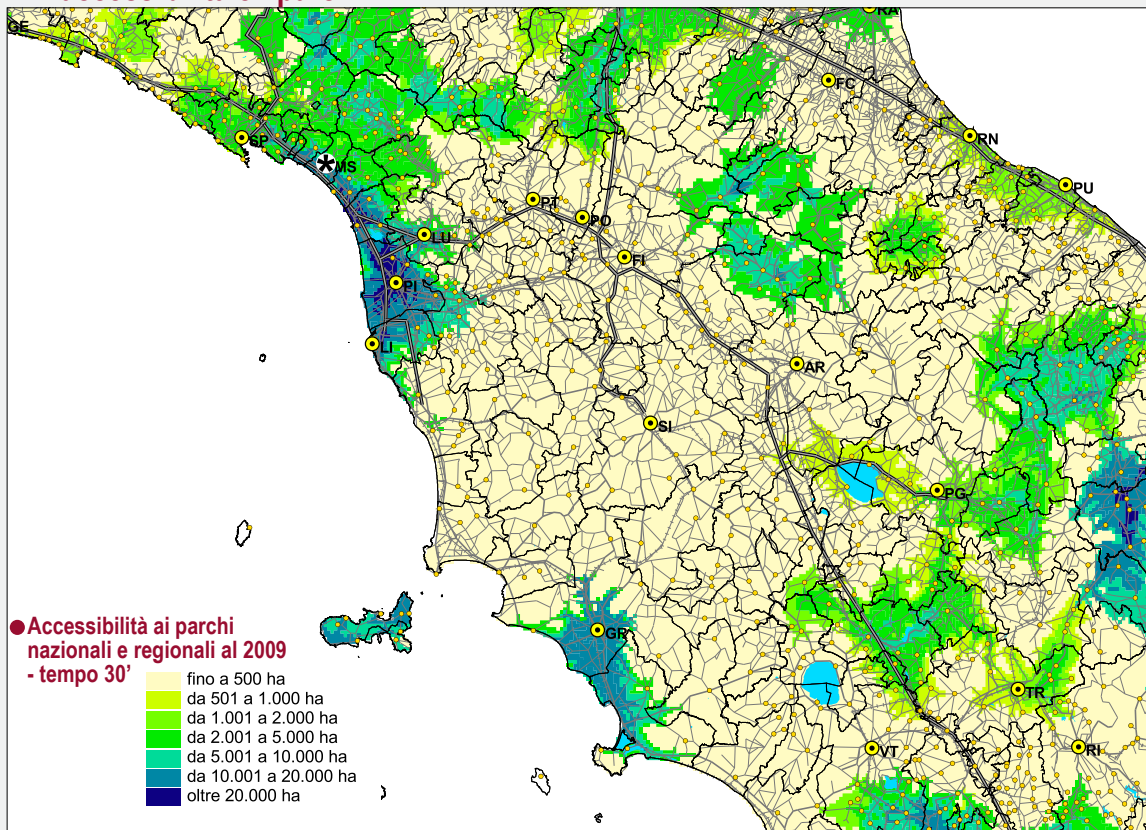 GE
RA
FC
SP
RN
MS
PU
PT
PO
LU
FI
PI
LI
AR
SI
PG
● Accessibilità ai parchi
nazionali e regionali al 2009
- tempo 30’
GR
fino a 500 ha
da 501 a 1.000 ha
da 1.001 a 2.000 ha
da 2.001 a 5.000 ha
da 5.001 a 10.000 ha
da 10.001 a 20.000 ha
oltre 20.000 ha
TR
VT
RI